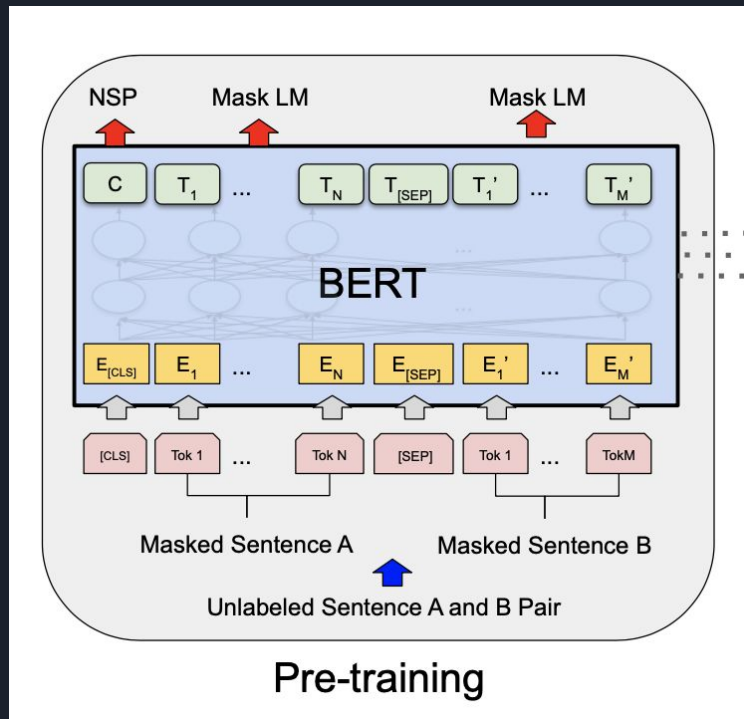 NSP Mask LM Mask LM
C T1 ... TN T[SEP] T1' ... TM'
...
BERT
...
E[CLS] E1 ... EN E[SEP] E1' ... EM'
[CLS] Tok 1 ... Tok N [SEP] Tok 1 ... TokM
Masked Sentence A Masked Sentence B
Unlabeled Sentence A and B Pair
Pre-training